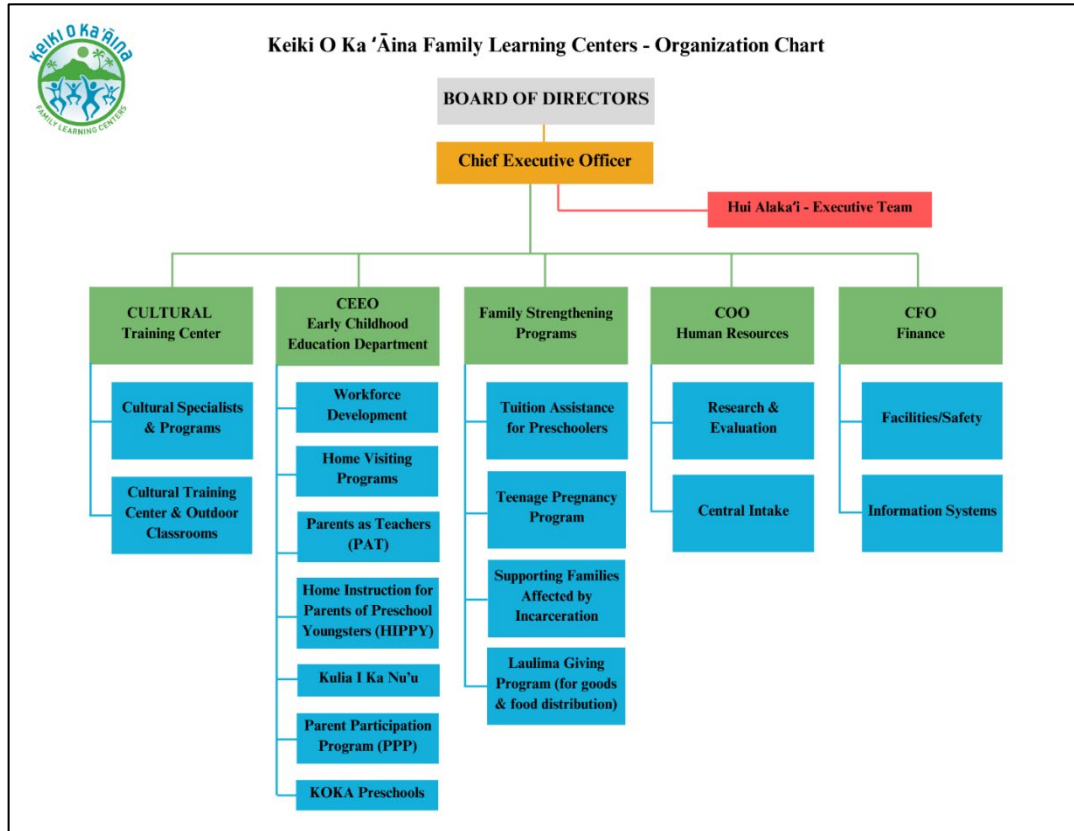 Keiki O Ka ʻĀina
FAMILY LEARNING CENTERS
Keiki O Ka ʻĀina Family Learning Centers - Organization Chart
BOARD OF DIRECTORS
Chief Executive Officer
Hui Alakaʻi - Executive Team
CULTURAL
Training Center
Cultural Specialists
& Programs
Cultural Training
Center & Outdoor
Classrooms
CEEO
Early Childhood
Education Department
Workforce
Development
Home Visiting
Programs
Parents as Teachers
(PAT)
Home Instruction for
Parents of Preschool
Youngsters (HIPPY)
Kulia I Ka Nu'u
Parent Participation
Program (PPP)
KOKA Preschools
Family Strengthening
Programs
Tuition Assistance
for Preschoolers
Teenage Pregnancy
Program
Supporting Families
Affected by
Incarceration
Laulima Giving
Program (for goods
& food distribution)
COO
Human Resources
Research &
Evaluation
Central Intake
CFO
Finance
Facilities/Safety
Information Systems